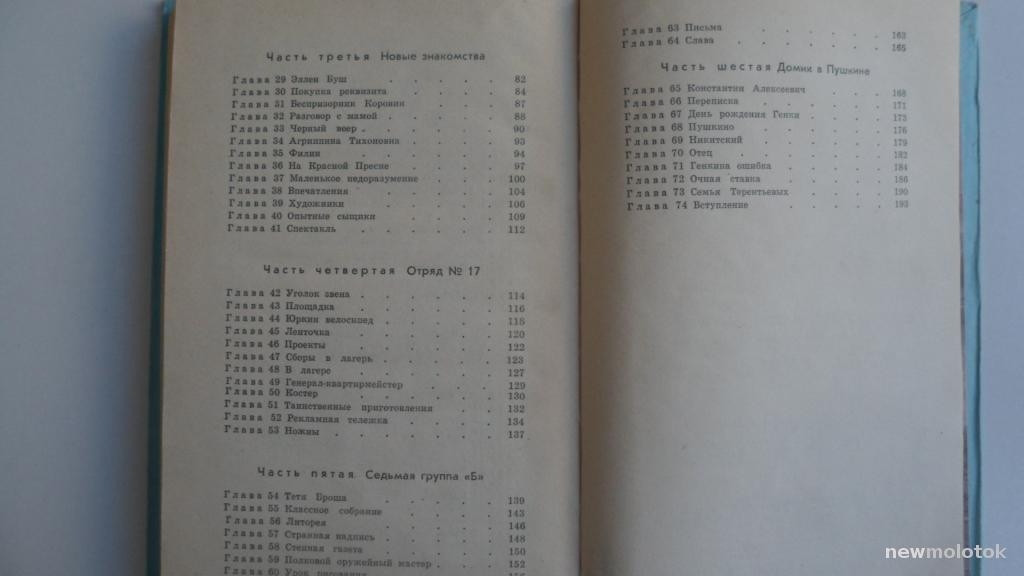 Часть третья Новые знакомства
Глава 29 Эллен Буш . . . . . 82
Глава 30 Покупка реквизита . . . . 84
Глава 31 Беспризорник Коровин . . . . 87
Глава 32 Разговор с мамой . . . . 88
Глава 33 Черный веер . . . . . 90
Глава 34 Агриппина Тихоновна . . . . 93
Глава 35 Филин . . . . . . 94
Глава 36 На Красной Пресне . . . . 97
Глава 37 Маленькое недоразумение . . . 100
Глава 38 Впечатления . . . . . 104
Глава 39 Художники . . . . . 106
Глава 40 Опытные сыщики . . . . 109
Глава 41 Спектакль . . . . . 112
Часть четвертая Отряд № 17
Глава 42 Уголок звена . . . . . 114
Глава 43 Площадка . . . . . 116
Глава 44 Юркин велосипед . . . . 118
Глава 45 Ленточка . . . . . 120
Глава 46 Проекты . . . . . 122
Глава 47 Сборы в лагерь . . . . . 123
Глава 48 В лагере . . . . . 127
Глава 49 Генерал-квартирмейстер . . . 129
Глава 50 Костер . . . . . 130
Глава 51 Таинственные приготовления . . 132
Глава 52 Рекламная тележка . . . . 134
Глава 53 Ножны . . . . . . 137
Часть пятая Седьмая группа «Б»
Глава 54 Тетя Броша . . . . . 139
Глава 55 Классное собрание . . . . 143
Глава 56 Литорея . . . . . 146
Глава 57 Странная надпись . . . . 148
Глава 58 Стенная газета . . . . 150
Глава 59 Полковой оружейный мастер . . . 152
Глава 60 Урок рисования
Глава 63 Письма . . . . . 163
Глава 64 Слава . . . . . 165
Часть шестая Домик в Пушкине
Глава 65 Константин Алексеевич . . . 168
Глава 66 Переписка . . . . . 171
Глава 67 День рождения Генки . . . . 173
Глава 68 Пушкино . . . . . 176
Глава 69 Никитский . . . . . 179
Глава 70 Отец . . . . . . 182
Глава 71 Генкина ошибка . . . . 184
Глава 72 Очная ставка . . . . . 186
Глава 73 Семья Терентьевых . . . . 190
Глава 74 Вступление . . . . . 193
newmolotok